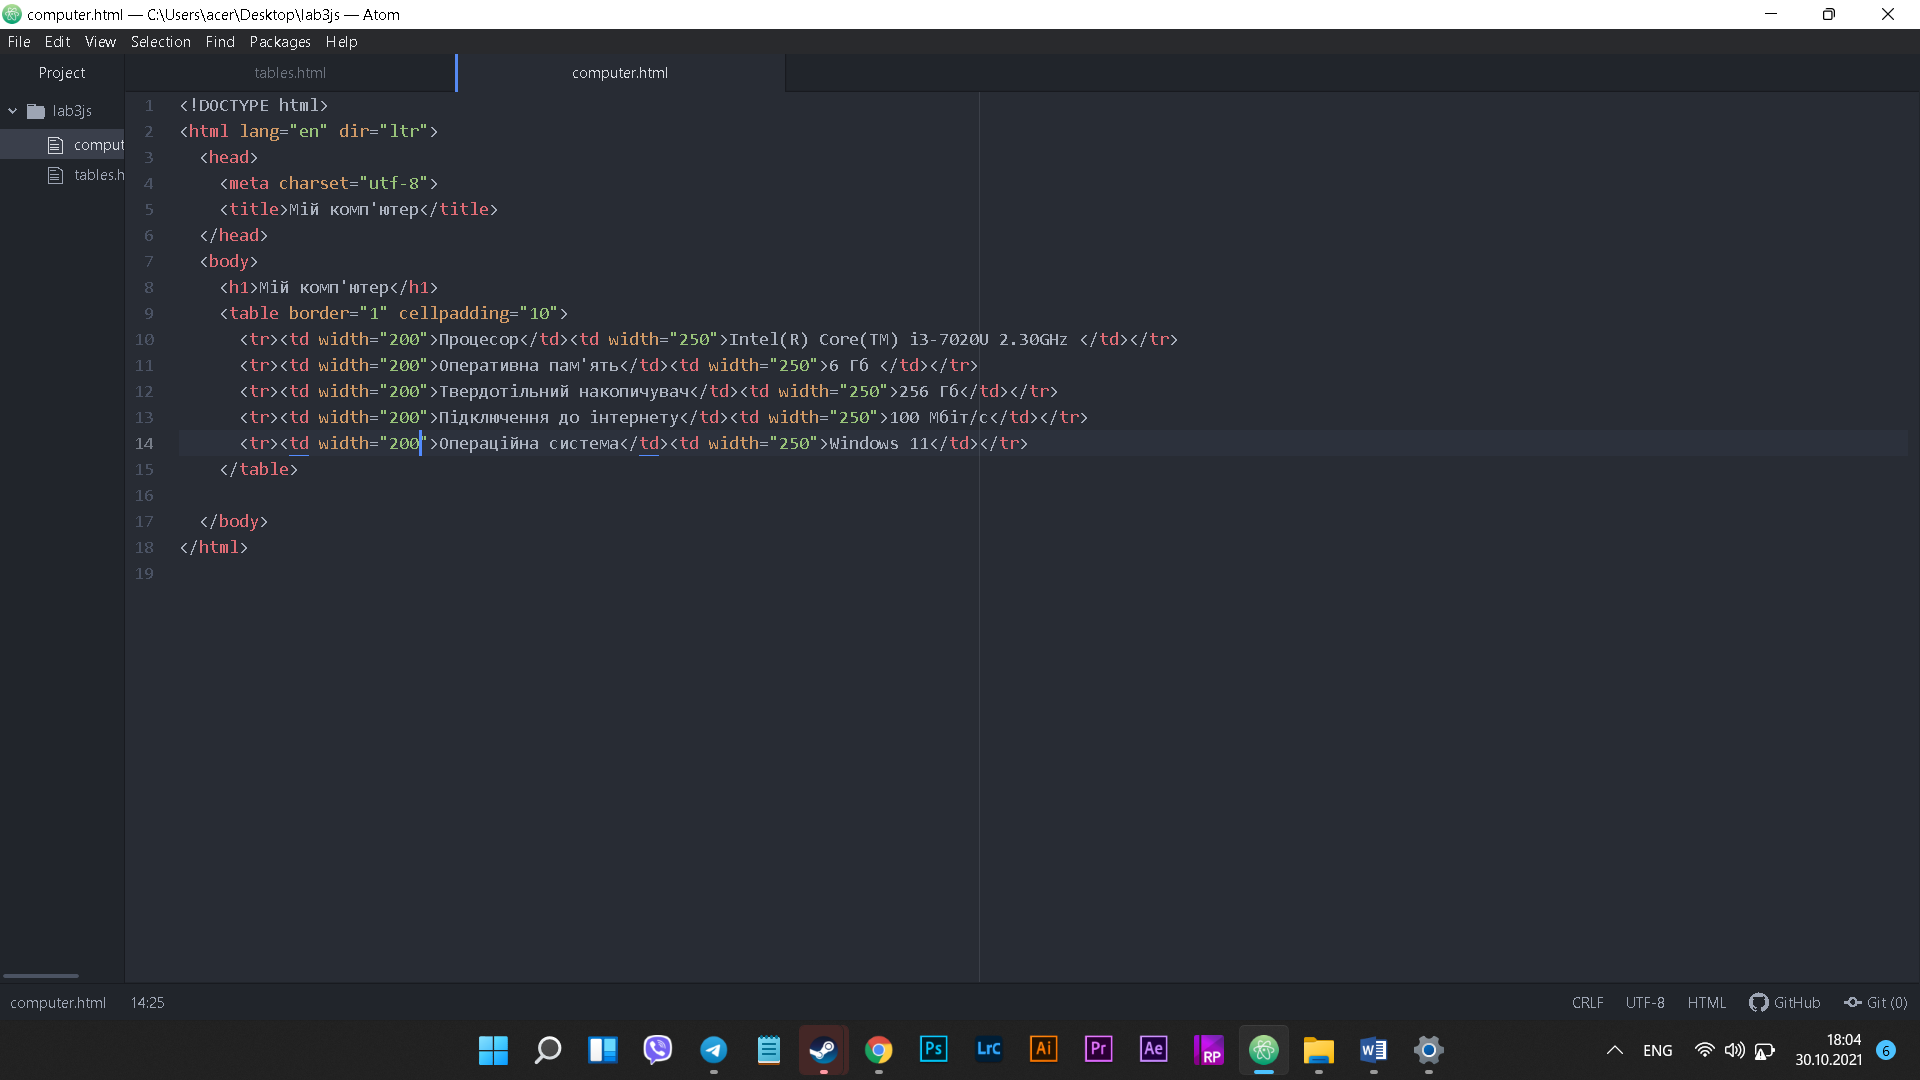 computer.html — C:\Users\acer\Desktop\lab3js — Atom
File Edit View Selection Find Packages Help
Project
tables.html
computer.html
lab3js
comput
tables.h
1 <!DOCTYPE html>
2 <html lang="en" dir="ltr">
3 <head>
4 <meta charset="utf-8">
5 <title>Мій комп'ютер</title>
6 </head>
7 <body>
8 <h1>Мій комп'ютер</h1>
9 <table border="1" cellpadding="10">
10 <tr><td width="200">Процесор</td><td width="250">Intel(R) Core(TM) i3-7020U 2.30GHz </td></tr>
11 <tr><td width="200">Оперативна пам'ять</td><td width="250">6 Гб </td></tr>
12 <tr><td width="200">Твердотільний накопичувач</td><td width="250">256 Гб</td></tr>
13 <tr><td width="200">Підключення до інтернету</td><td width="250">100 Мбіт/с</td></tr>
14 <tr><td width="200">Операційна система</td><td width="250">Windows 11</td></tr>
15 </table>
16
17 </body>
18 </html>
19
computer.html 14:25
CRLF UTF-8 HTML GitHub Git (0)
Ps LrC Ai Pr Ae RP
ENG
18:04
30.10.2021
6